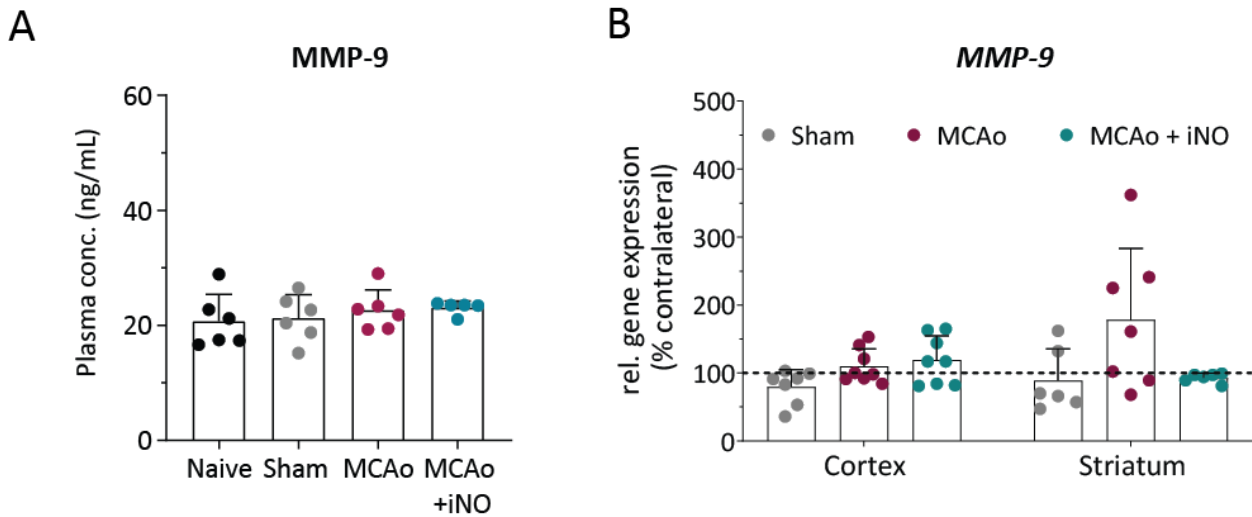 A
MMP-9
Plasma conc. (ng/mL)
60
40
20
0
Naive Sham MCAo MCAo
+iNO
B
MMP-9
rel. gene expression
(% contralateral)
500
400
300
200
100
0
Sham MCAo MCAo + iNO
Cortex Striatum